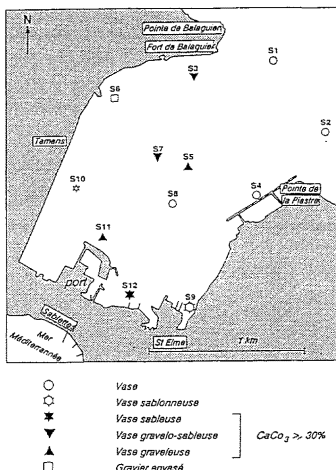 N
Pointe de Balaguier
Fort de Balaguier
S1
S3
S6
S2
Tamaris
S7
S5
S10
S4
S8
Pointe de
la Piastre
S11
port
S12
S9
Sablettes
Mer
Méditerranée
St Elme
1 km
Vase
Vase sablonneuse
Vase sableuse
Vase gravelo-sableuse
Vase graveleuse
CaCo3 >, 30%
Gravier envasé